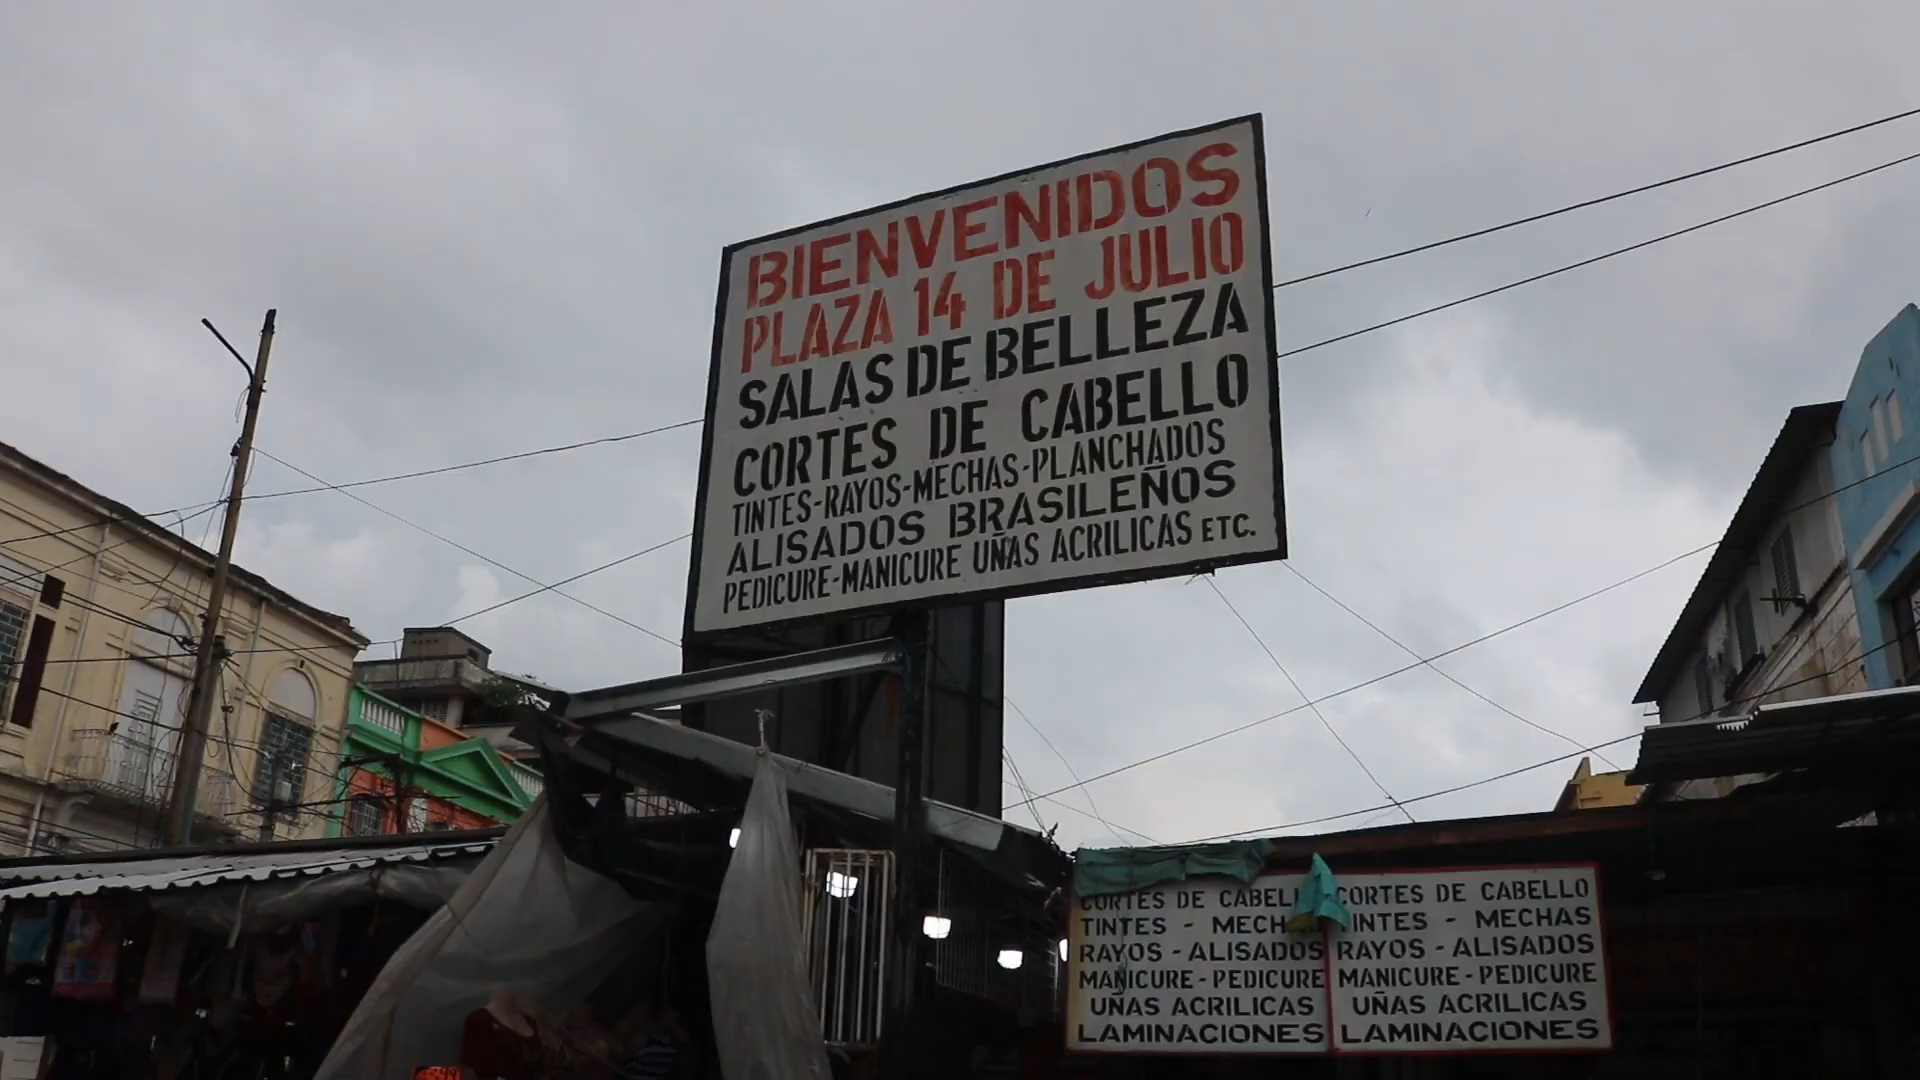 BIENVENIDOS
PLAZA 14 DE JULIO
SALAS DE BELLEZA
CORTES DE CABELLO
TINTES-RAYOS-MECHAS-PLANCHADOS
ALISADOS BRASILEÑOS
PEDICURE-MANICURE UÑAS ACRILICAS ETC.
CORTES DE
TINTES -
RAYOS - ALISADOS
MANICURE - PEDICURE
UÑAS ACRILICAS
LAMINACIONES
CORTES DE CABELLO
TINTES - MECHAS
RAYOS - ALISADOS
MANICURE - PEDICURE
UÑAS ACRILICAS
LAMINACIONES